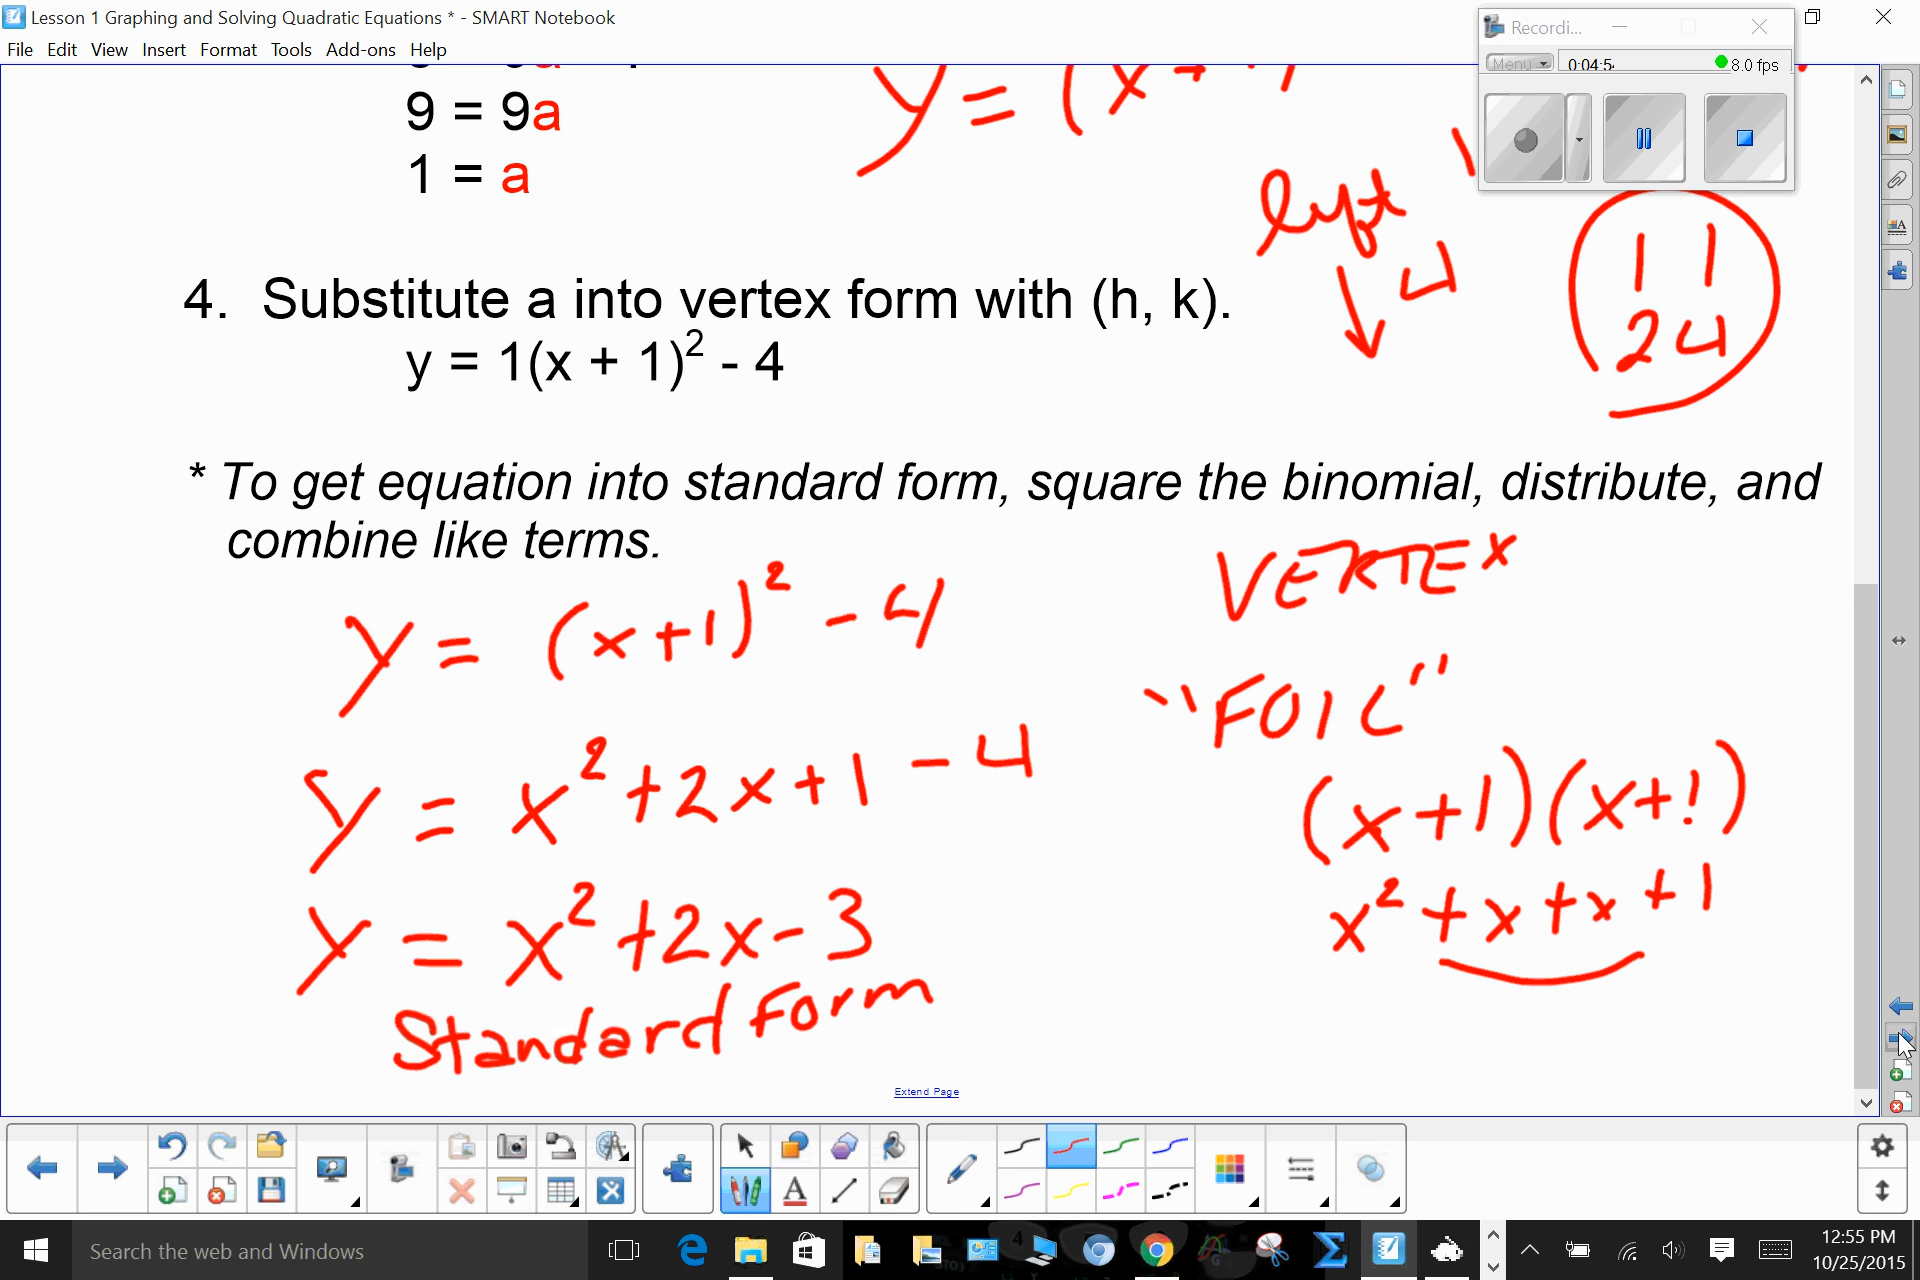 Lesson 1 Graphing and Solving Quadratic Equations * - SMART Notebook
File Edit View Insert Format Tools Add-ons Help
Recordi...
Menu 0:04:54 8.0 fps
9 = 9a
1 = a
y = (x +
left
4
1 1
2 4
4. Substitute a into vertex form with (h, k).
y = 1(x + 1)² - 4
* To get equation into standard form, square the binomial, distribute, and
combine like terms.
VERTEX
y = (x+1)² - 4
"FOIL"
y = x² + 2x + 1 - 4
(x + 1)(x + 1)
x² + x + x + 1
y = x² + 2x - 3
Standard Form
Extend Page
Search the web and Windows
12:55 PM
10/25/2015